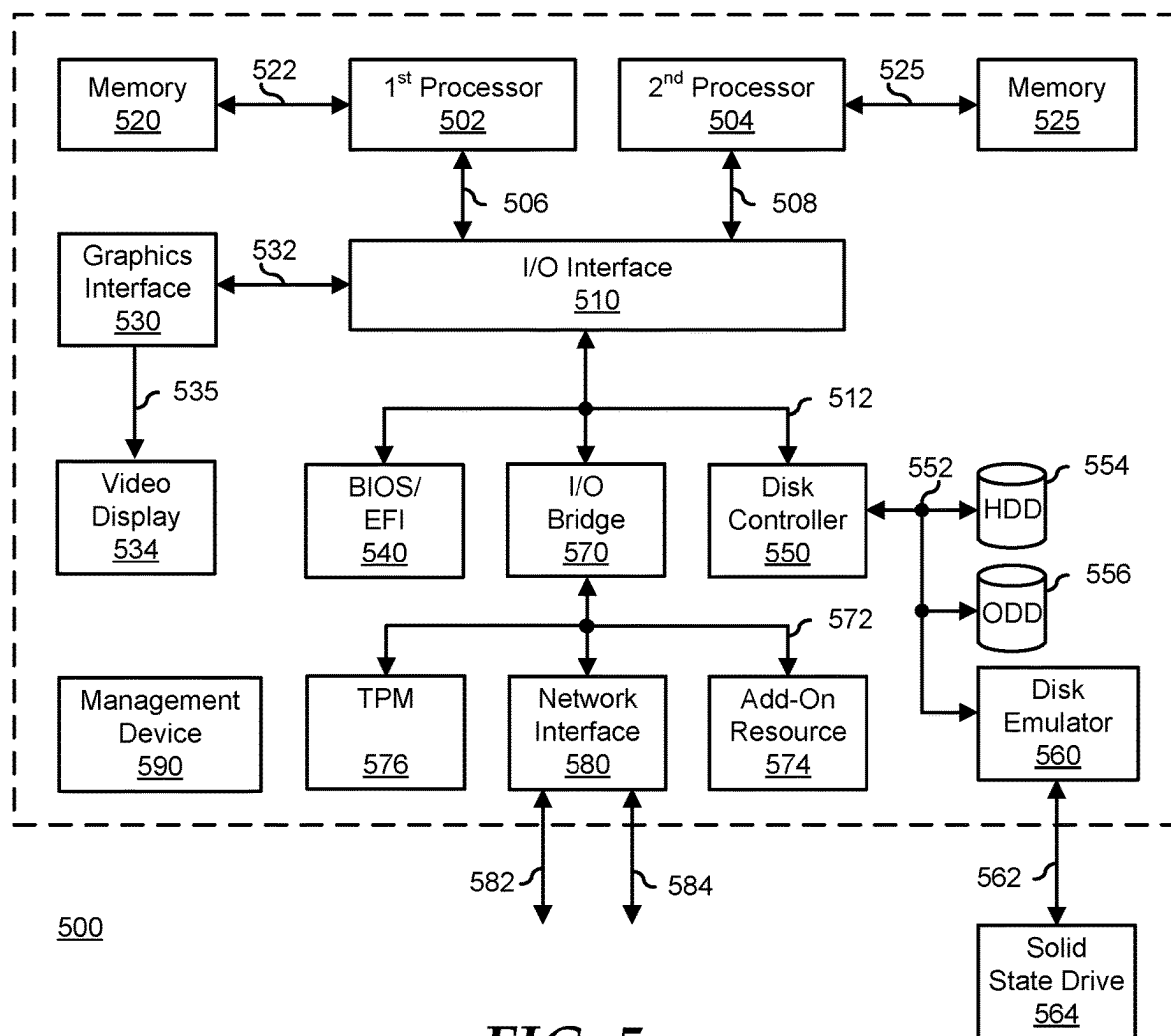 Memory
520
522
1st Processor
502
2nd Processor
504
525
Memory
525
506
508
Graphics
Interface
530
532
I/O Interface
510
535
512
Video
Display
534
BIOS/
EFI
540
I/O
Bridge
570
Disk
Controller
550
552
HDD
554
ODD
556
572
Management
Device
590
TPM
576
Network
Interface
580
Add-On
Resource
574
Disk
Emulator
560
582
584
562
500
Solid
State Drive
564
FIG. 5